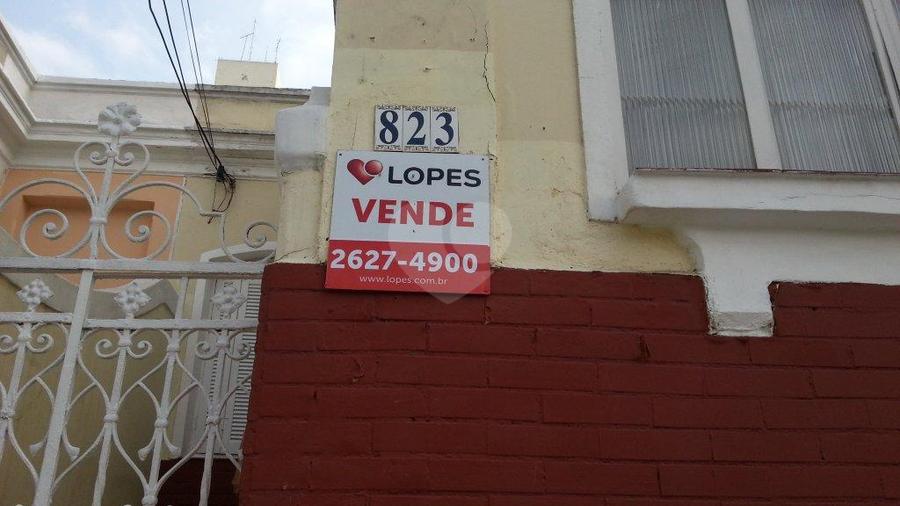 823
LOPES
VENDE
2627-4900
www.lopes.com.br